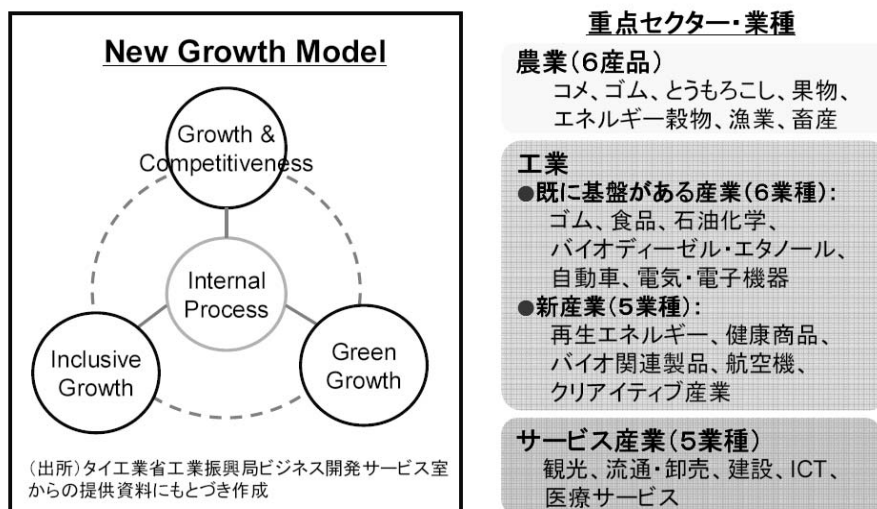 New Growth Model
Growth &
Competitiveness
Internal
Process
Inclusive
Growth
Green
Growth
(出所)タイ工業省工業振興局ビジネス開発サービス室
からの提供資料にもとづき作成
重点セクター・業種
農業(6産品)
コメ、ゴム、とうもろこし、果物、
エネルギー穀物、漁業、畜産
工業
●既に基盤がある産業(6業種):
ゴム、食品、石油化学、
バイオディーゼル・エタノール、
自動車、電気・電子機器
●新産業(5業種):
再生エネルギー、健康商品、
バイオ関連製品、航空機、
クリアイティブ産業
サービス産業(5業種)
観光、流通・卸売、建設、ICT、
医療サービス